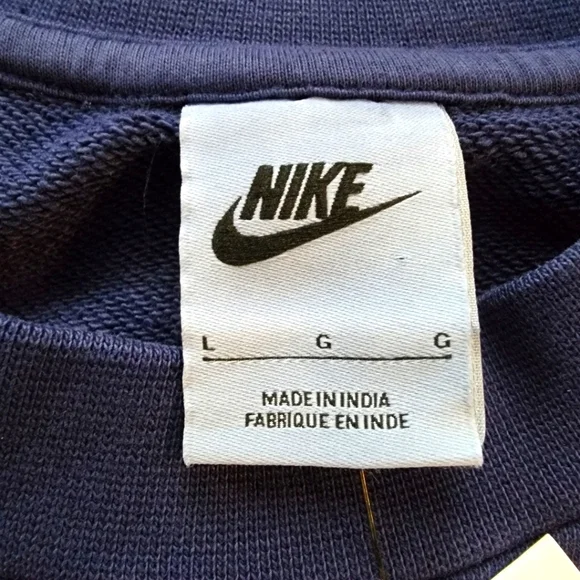 NIKE
L G G
MADE IN INDIA
FABRIQUE EN INDE